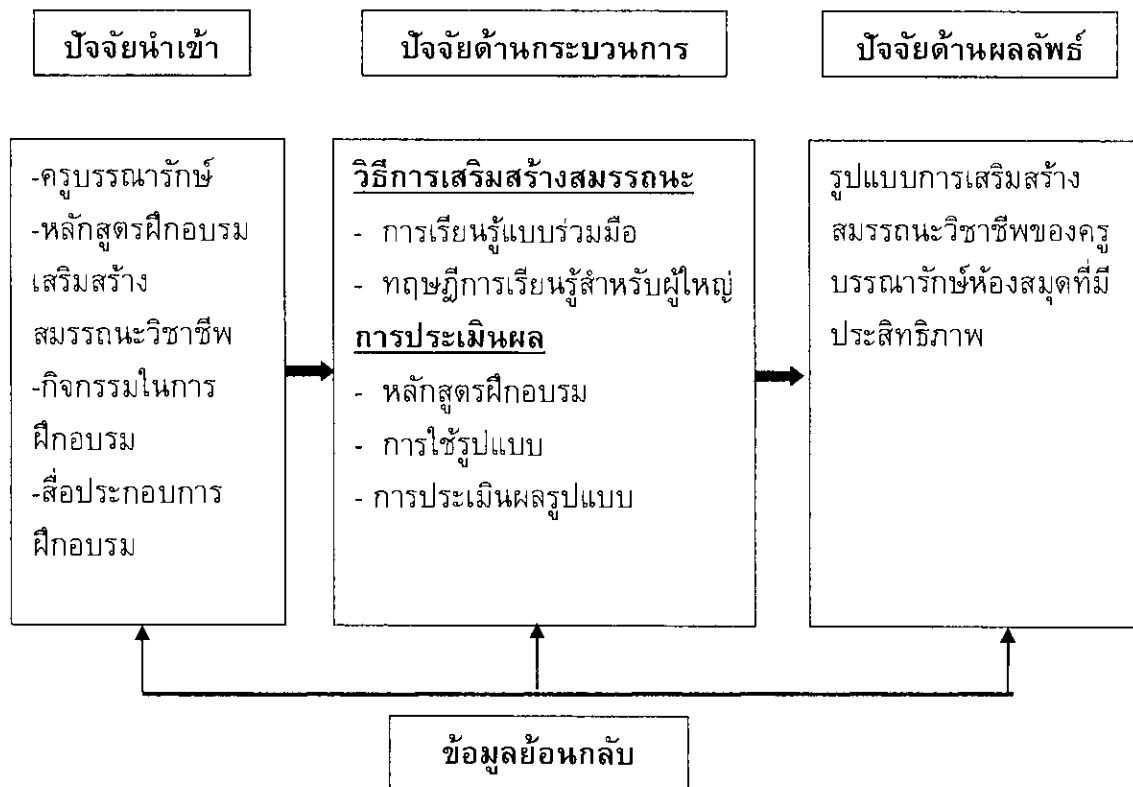 ปัจจัยนำเข้า
ปัจจัยด้านกระบวนการ
ปัจจัยด้านผลลัพธ์
-ครูบรรณารักษ์
-หลักสูตรฝึกอบรม
เสริมสร้าง
สมรรถนะวิชาชีพ
-กิจกรรมในการ
ฝึกอบรม
-สื่อประกอบการ
ฝึกอบรม
วิธีการเสริมสร้างสมรรถนะ
- การเรียนรู้แบบร่วมมือ
- ทฤษฎีการเรียนรู้สำหรับผู้ใหญ่
การประเมินผล
- หลักสูตรฝึกอบรม
- การใช้รูปแบบ
- การประเมินผลรูปแบบ
รูปแบบการเสริมสร้าง
สมรรถนะวิชาชีพของครู
บรรณารักษ์ห้องสมุดที่มี
ประสิทธิภาพ
ข้อมูลย้อนกลับ